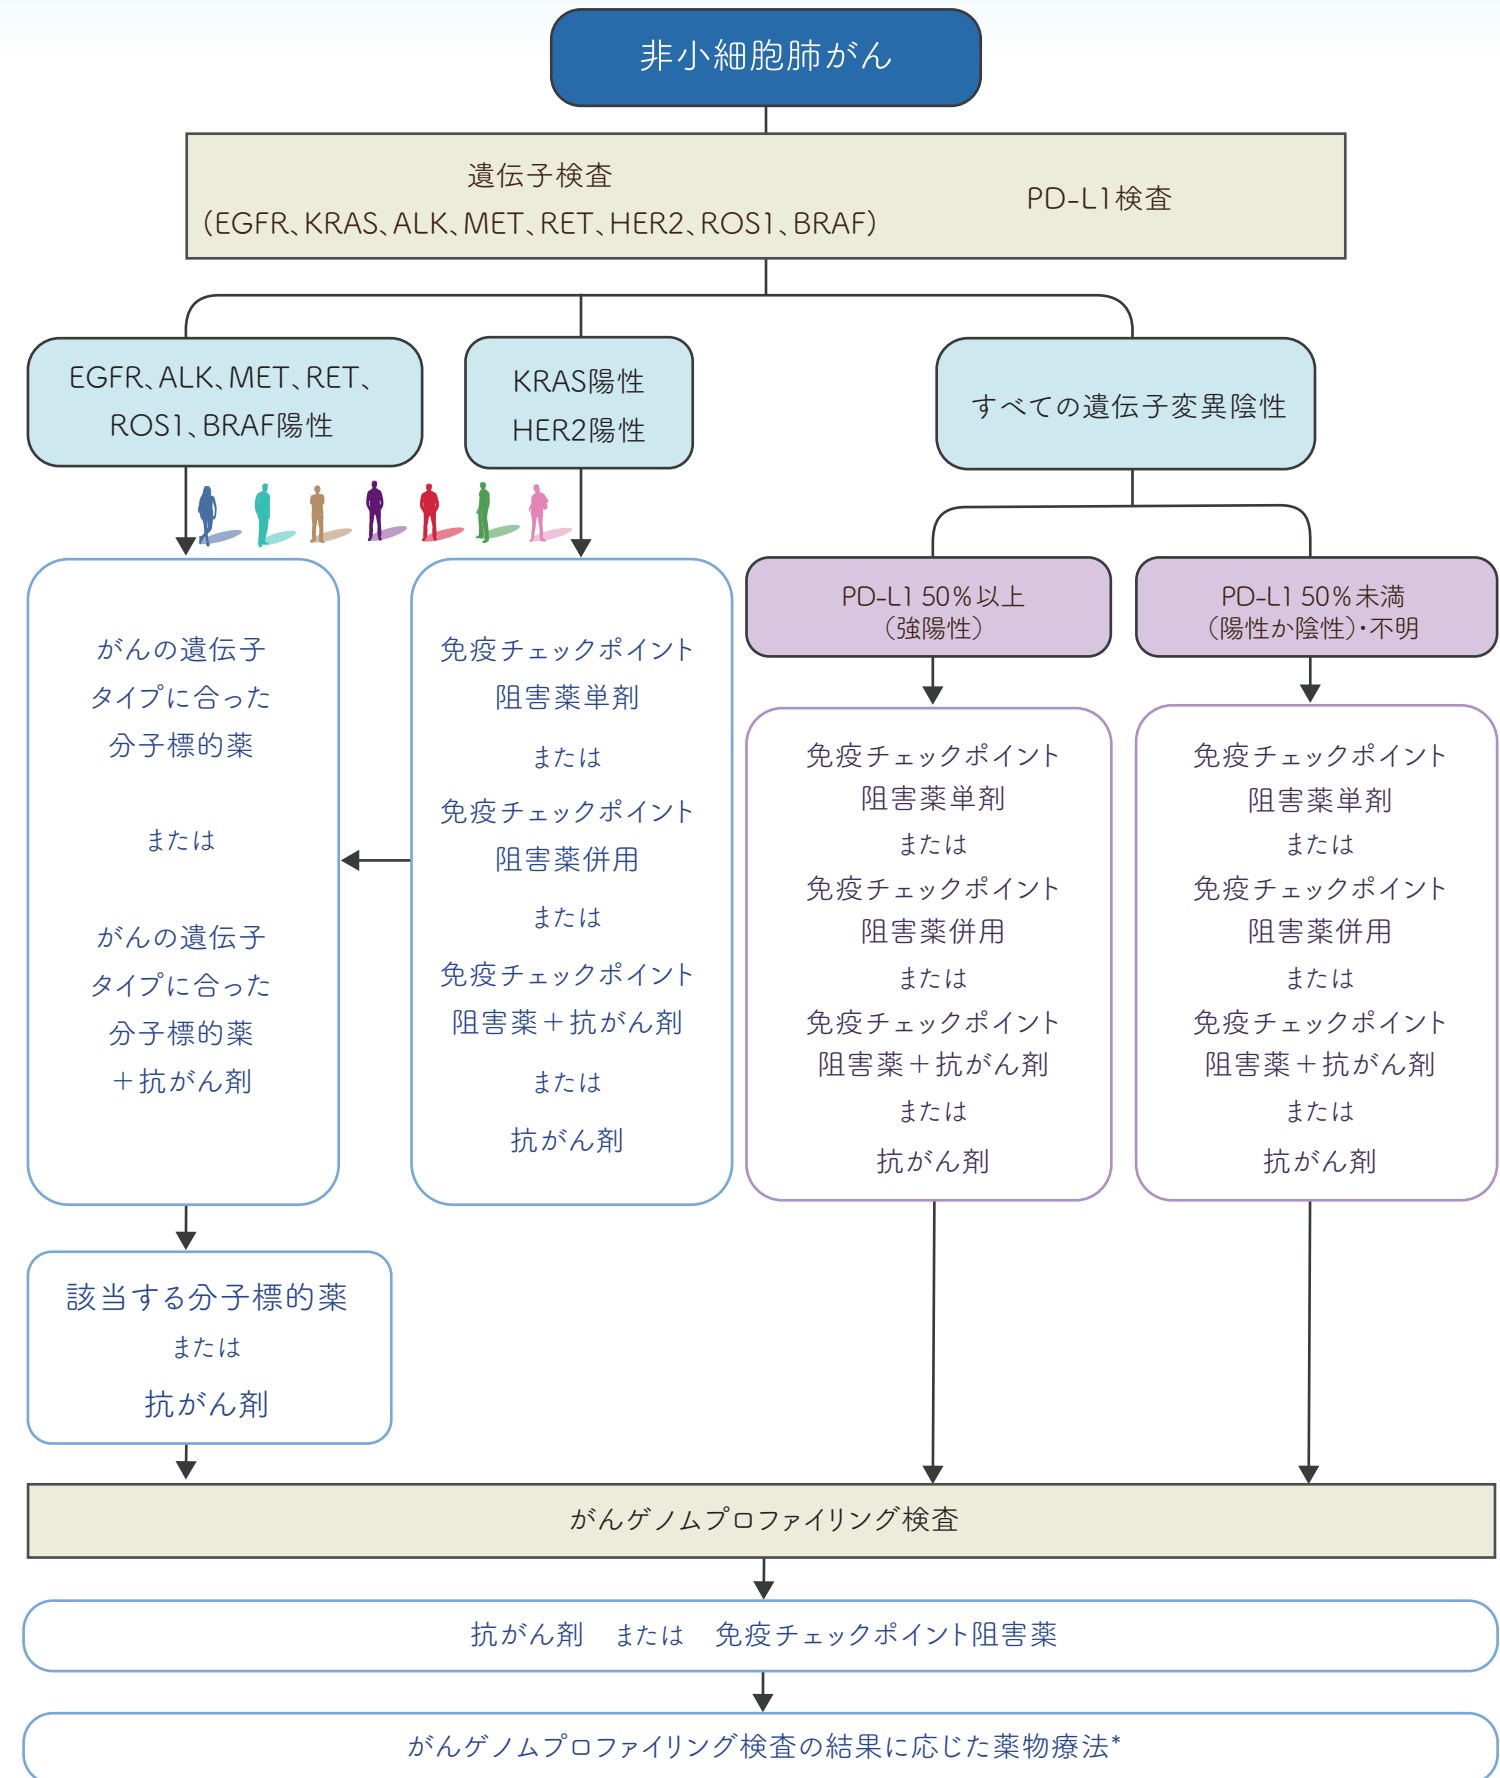 非小細胞肺がん
遺伝子検査
（EGFR、KRAS、ALK、MET、RET、HER2、ROS1、BRAF）
PD-L1検査
EGFR、ALK、MET、RET、
ROS1、BRAF陽性
KRAS陽性
HER2陽性
すべての遺伝子変異陰性
がんの遺伝子
タイプに合った
分子標的薬
または
がんの遺伝子
タイプに合った
分子標的薬
＋抗がん剤
免疫チェックポイント
阻害薬単剤
または
免疫チェックポイント
阻害薬併用
または
免疫チェックポイント
阻害薬＋抗がん剤
または
抗がん剤
PD-L1 50％以上
（強陽性）
免疫チェックポイント
阻害薬単剤
または
免疫チェックポイント
阻害薬併用
または
免疫チェックポイント
阻害薬＋抗がん剤
または
抗がん剤
PD-L1 50％未満
（陽性か陰性）・不明
免疫チェックポイント
阻害薬単剤
または
免疫チェックポイント
阻害薬併用
または
免疫チェックポイント
阻害薬＋抗がん剤
または
抗がん剤
該当する分子標的薬
または
抗がん剤
がんゲノムプロファイリング検査
抗がん剤　または　免疫チェックポイント阻害薬
がんゲノムプロファイリング検査の結果に応じた薬物療法*